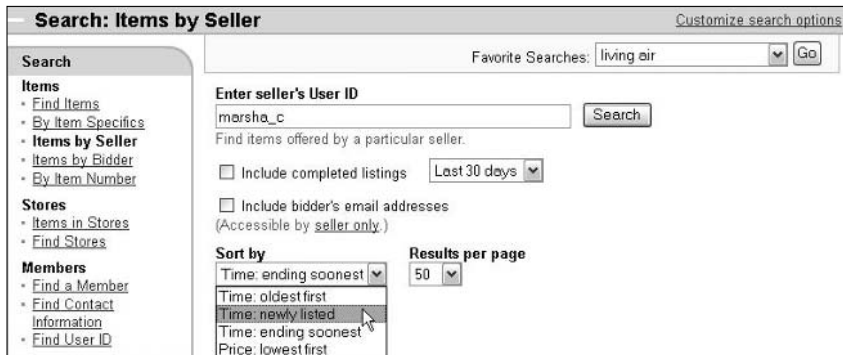 Search: Items by Seller
Customize search options
Favorite Searches: living air Go
Search
Items
· Find Items
· By Item Specifics
· Items by Seller
· Items by Bidder
· By Item Number
Stores
· Items in Stores
· Find Stores
Members
· Find a Member
· Find Contact
Information
· Find User ID
Enter seller's User ID
marsha_c Search
Find items offered by a particular seller.
Include completed listings Last 30 days
Include bidder's email addresses
(Accessible by seller only.)
Sort by Results per page
Time: ending soonest 50
Time: oldest first
Time: newly listed
Time: ending soonest
Price: lowest first